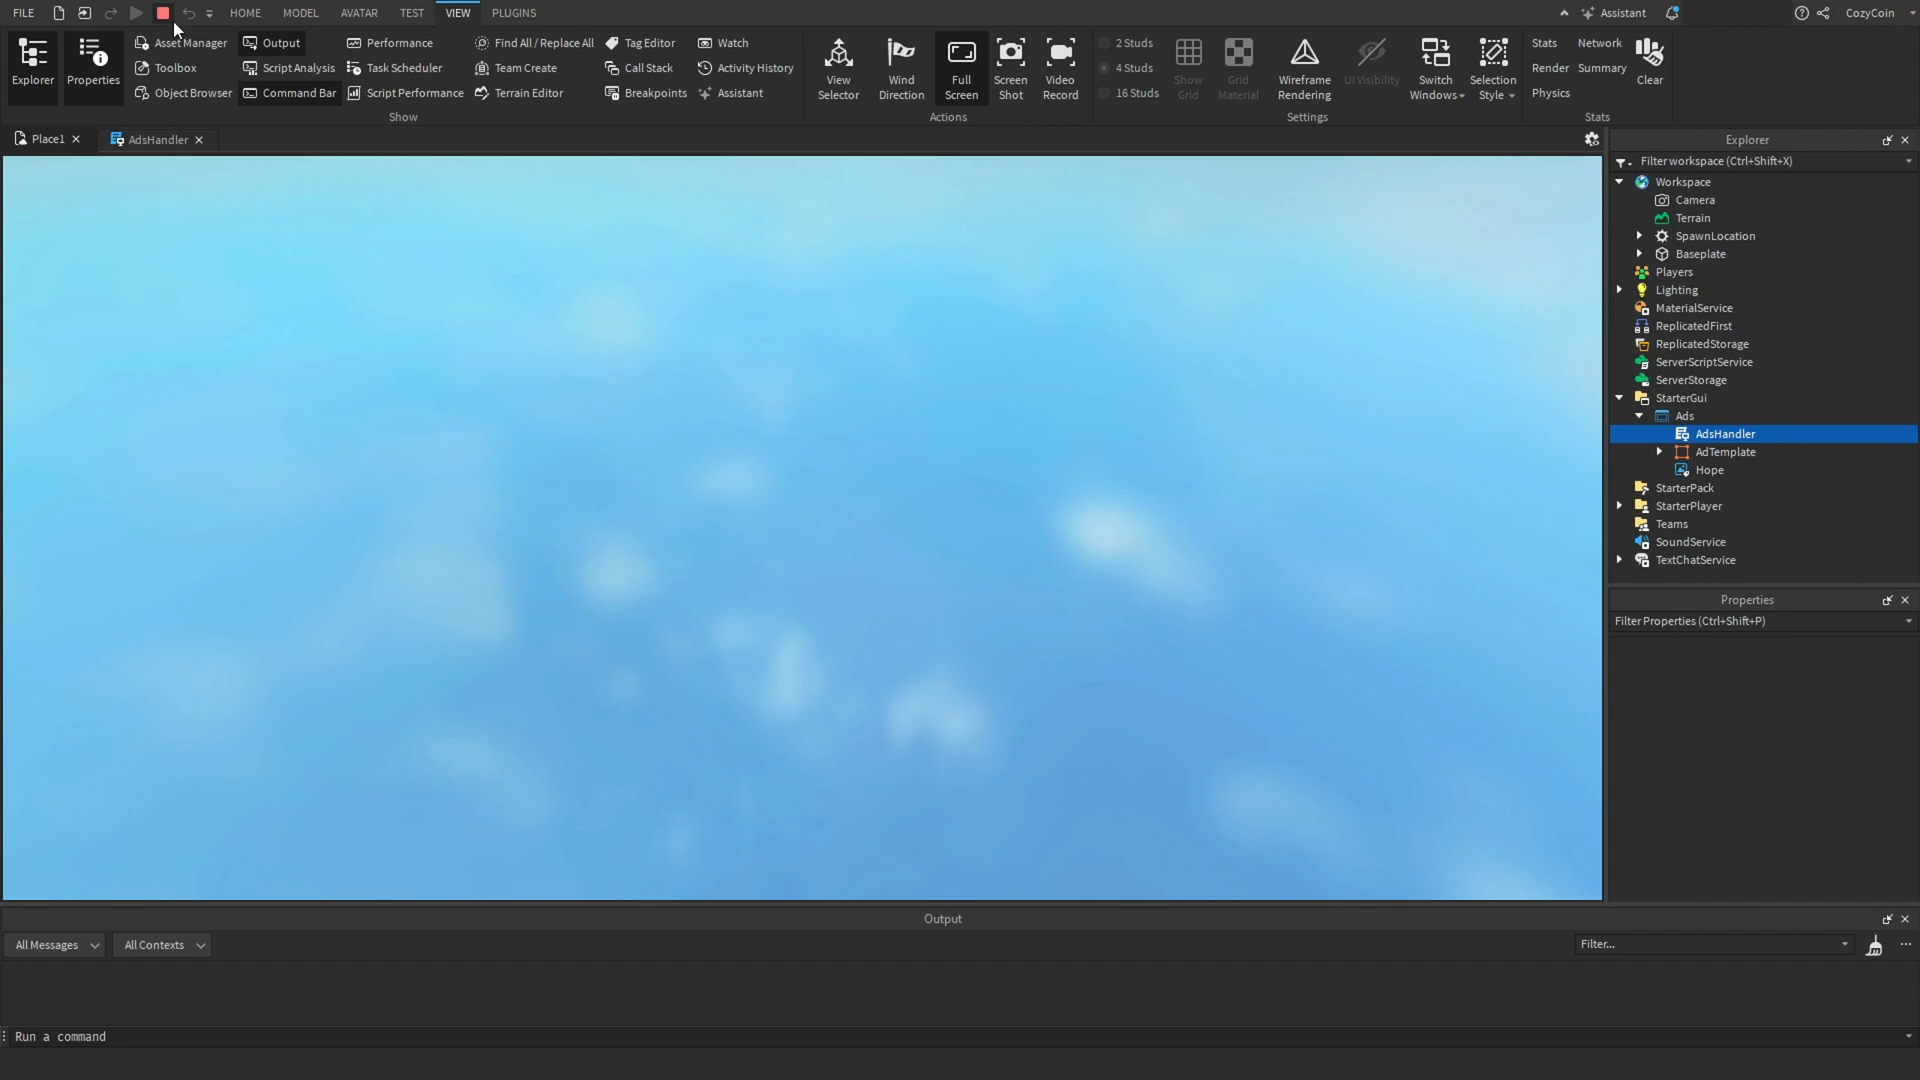 FILE HOME MODEL AVATAR TEST VIEW PLUGINS Assistant CozyCoin
Explorer
Properties
Asset Manager
Toolbox
Object Browser
Output
Script Analysis
Command Bar
Performance
Task Scheduler
Script Performance
Find All / Replace All
Team Create
Terrain Editor
Tag Editor
Call Stack
Breakpoints
Watch
Activity History
Assistant
Show
View
Selector
Wind
Direction
Full
Screen
Screen
Shot
Video
Record
Actions
2 Studs
4 Studs
16 Studs
Show
Grid
Grid
Material
Wireframe
Rendering
UI Visibility
Switch
Windows
Selection
Style
Settings
Stats
Render
Physics
Network
Summary
Clear
Stats
Place1
AdsHandler
Explorer
Filter workspace (Ctrl+Shift+X)
Workspace
Camera
Terrain
SpawnLocation
Baseplate
Players
Lighting
MaterialService
ReplicatedFirst
ReplicatedStorage
ServerScriptService
ServerStorage
StarterGui
Ads
AdsHandler
AdTemplate
Hope
StarterPack
StarterPlayer
Teams
SoundService
TextChatService
Properties
Filter Properties (Ctrl+Shift+P)
Output
All Messages
All Contexts
Filter...
Run a command